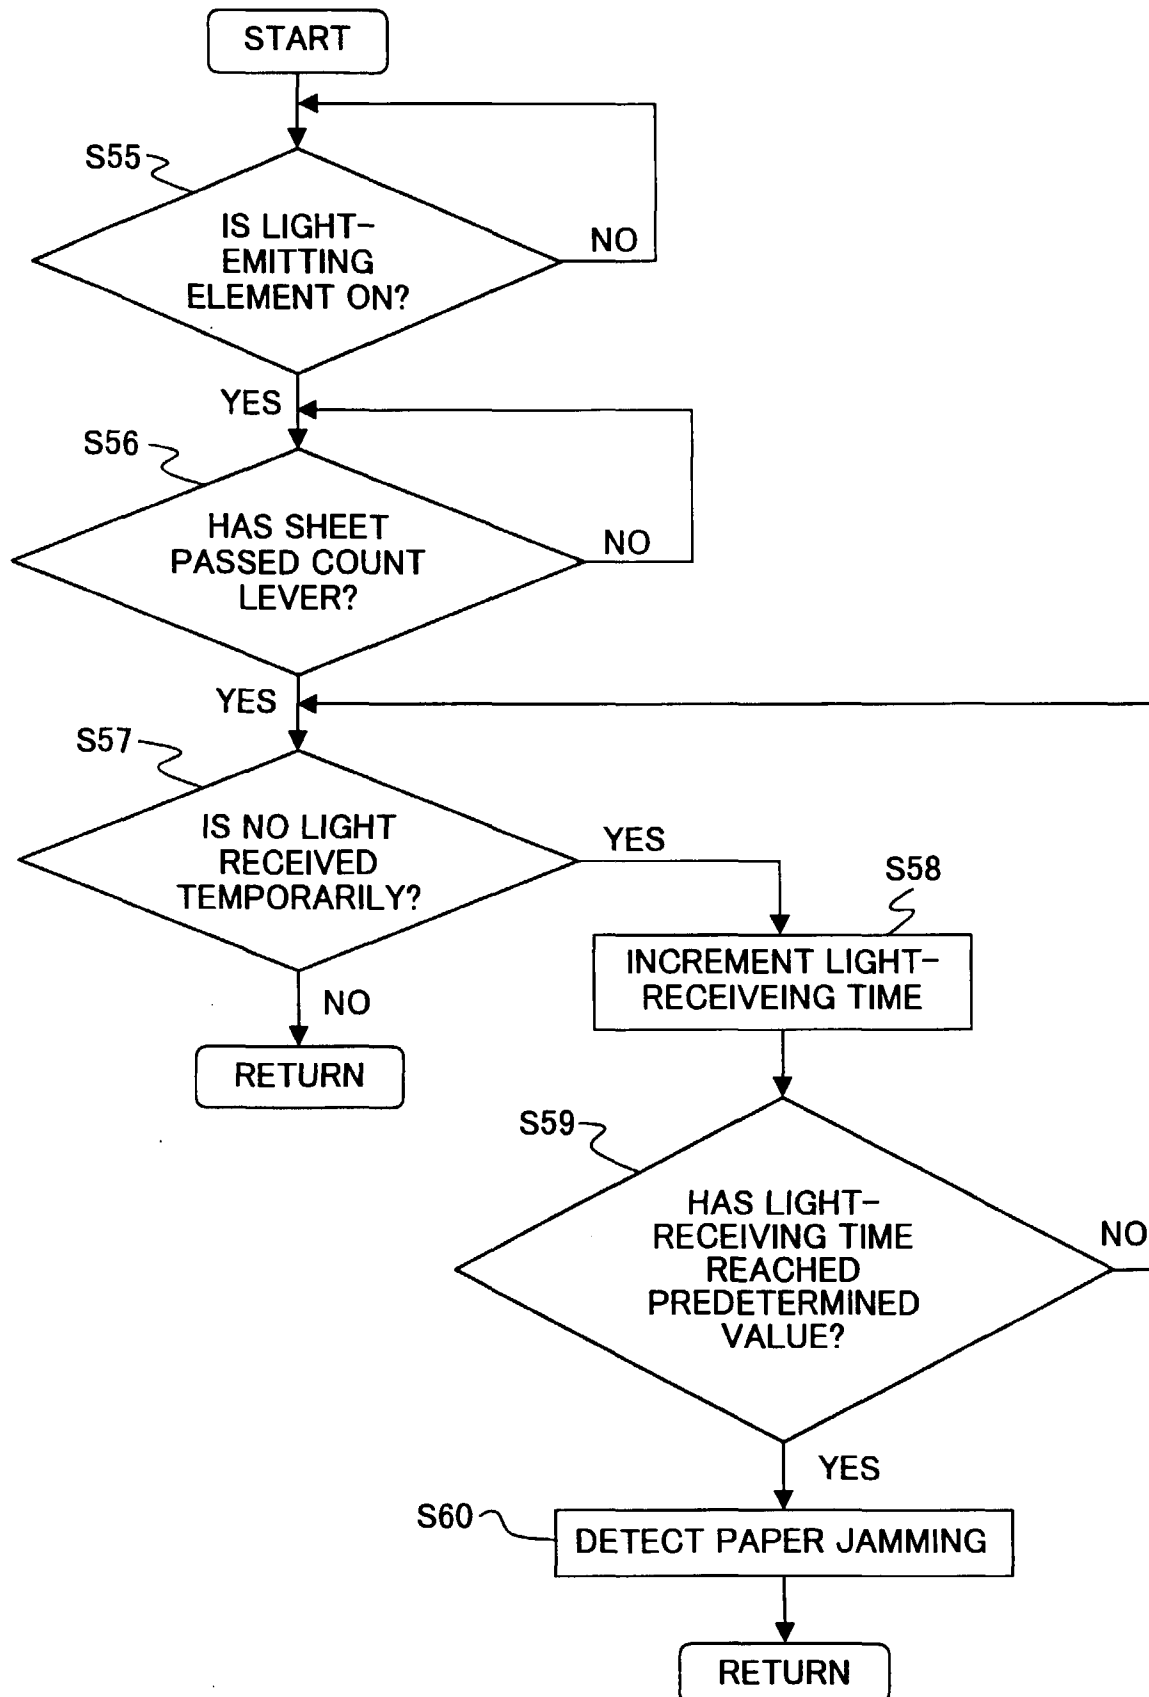 START
S55
IS LIGHT-
EMITTING
ELEMENT ON?
NO
YES
S56
HAS SHEET
PASSED COUNT
LEVER?
NO
YES
S57
IS NO LIGHT
RECEIVED
TEMPORARILY?
YES
NO
RETURN
S58
INCREMENT LIGHT-
RECEIVEING TIME
S59
HAS LIGHT-
RECEIVING TIME
REACHED
PREDETERMINED
VALUE?
NO
YES
S60
DETECT PAPER JAMMING
RETURN